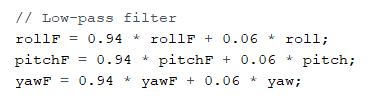 // Low-pass filter
rollF = 0.94 * rollF + 0.06 * roll;
pitchF = 0.94 * pitchF + 0.06 * pitch;
yawF = 0.94 * yawF + 0.06 * yaw;